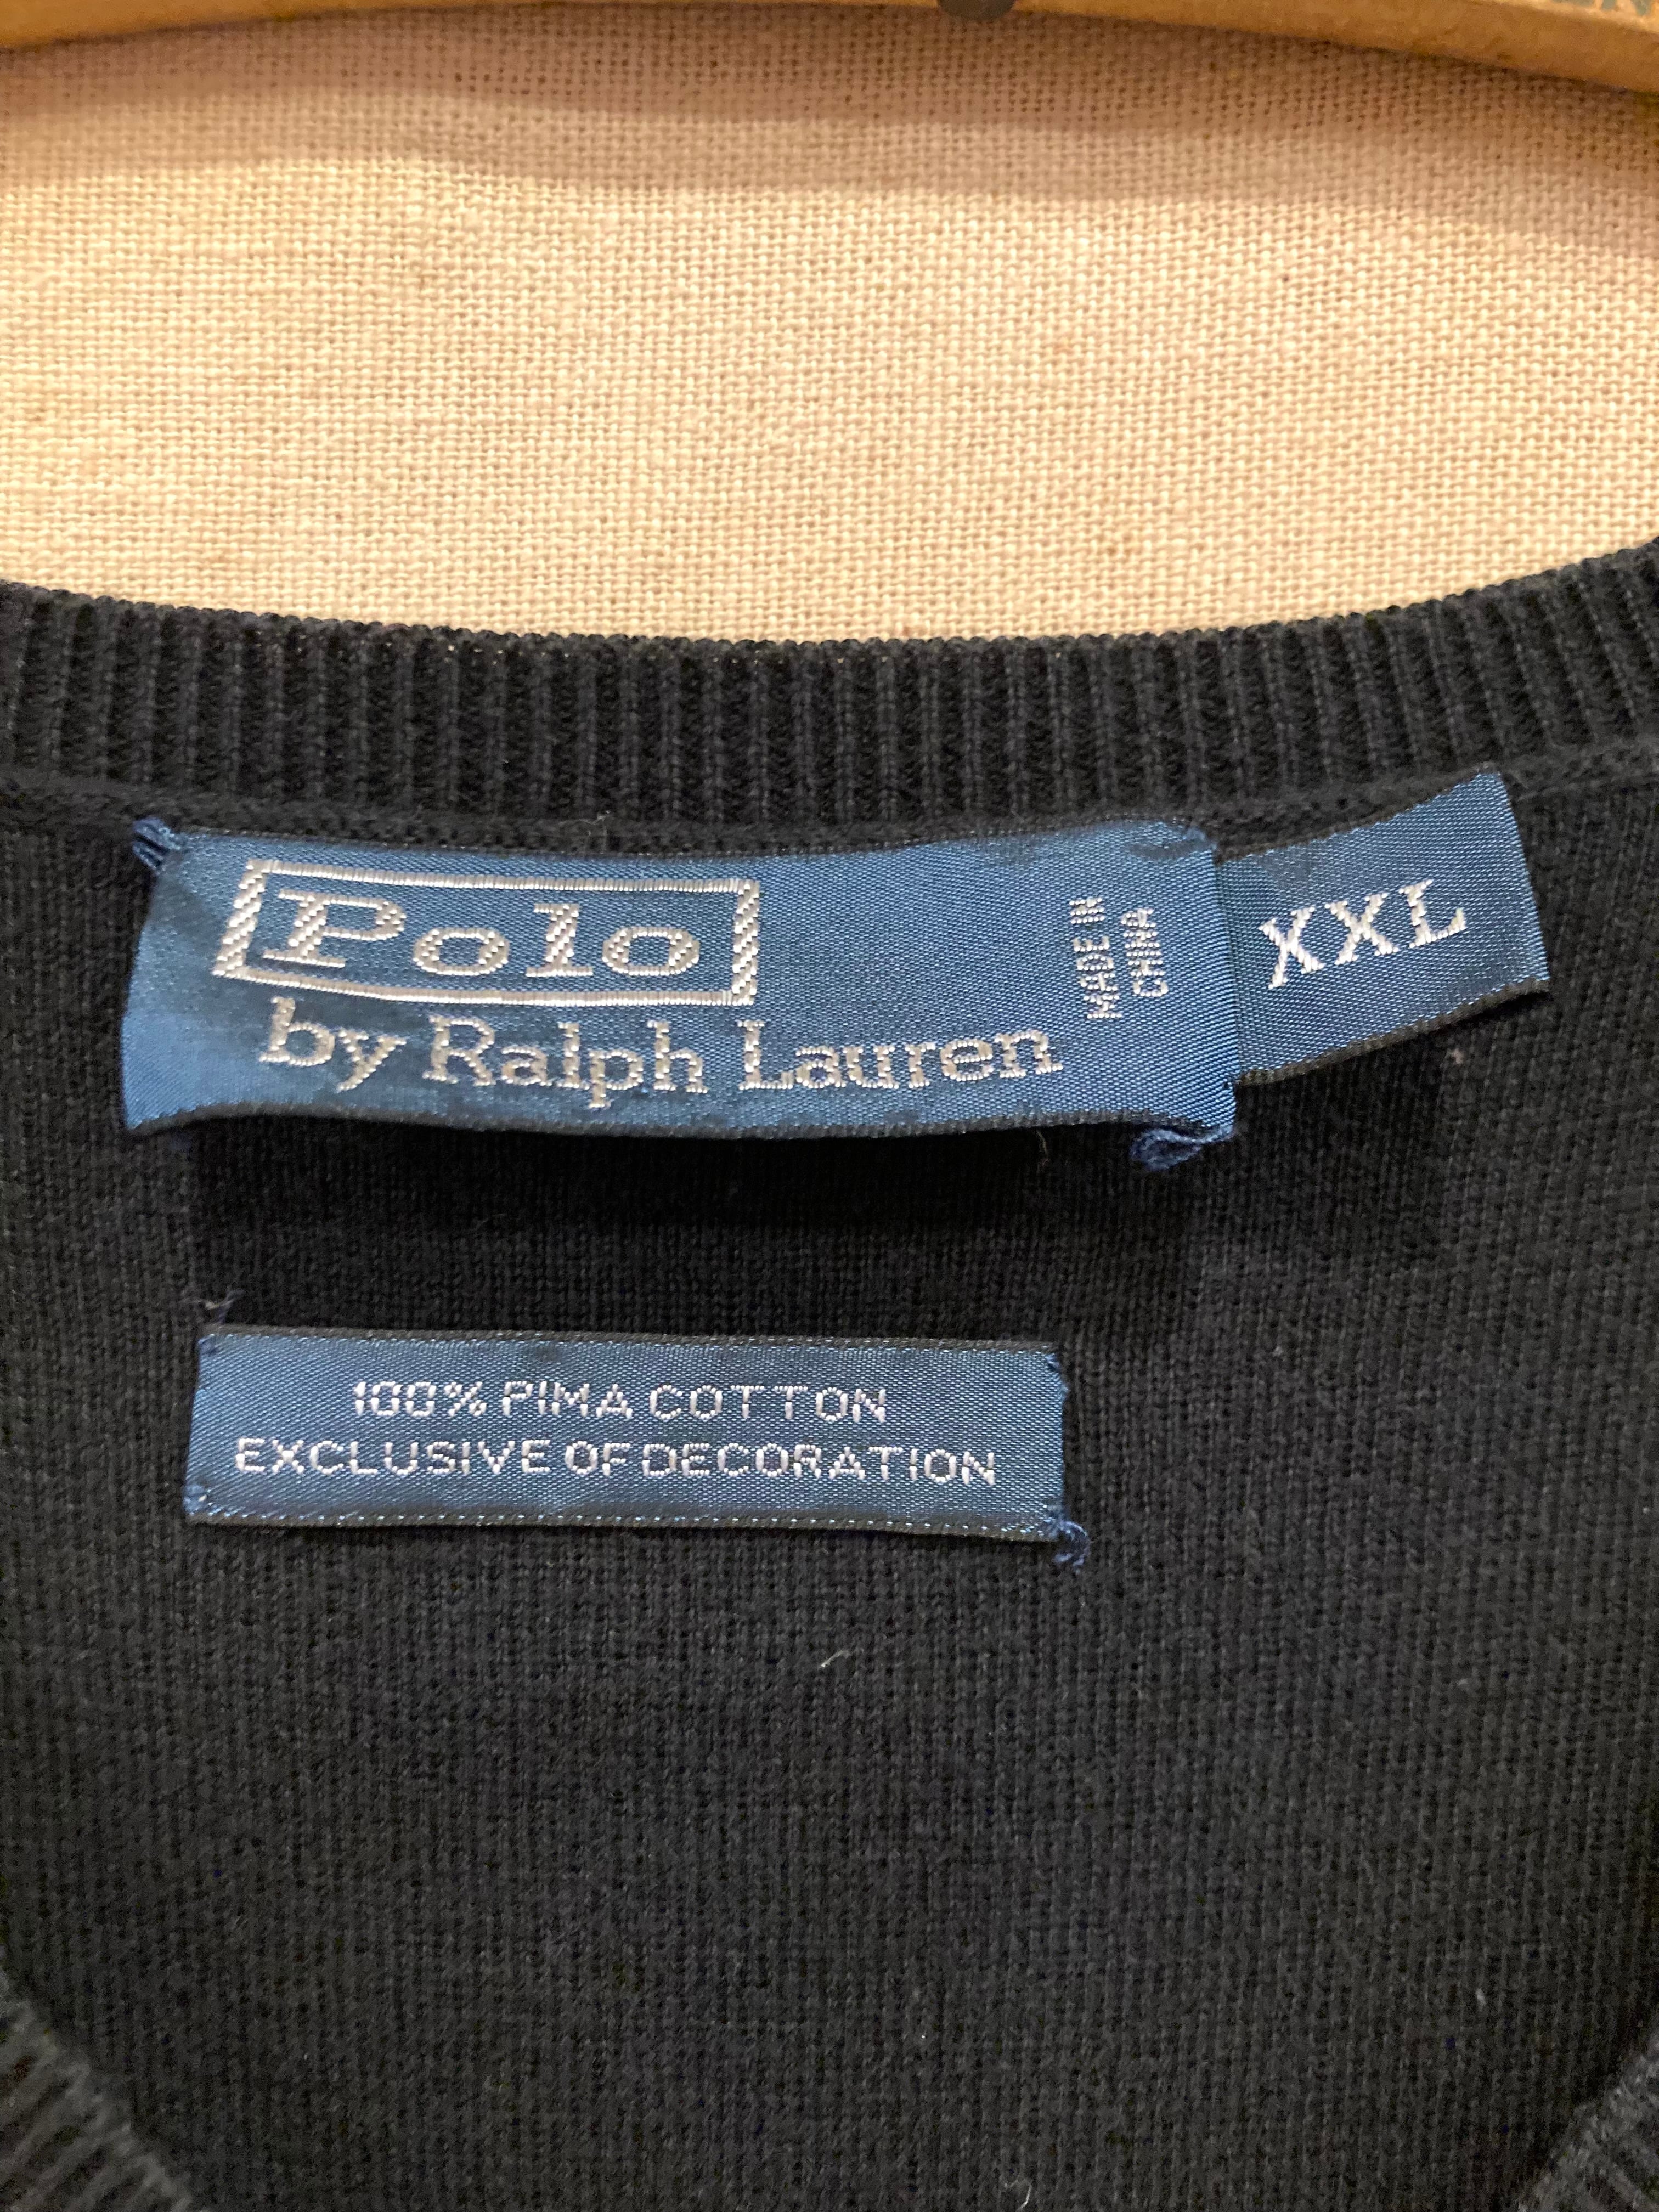 Polo
by Ralph Lauren
MADE IN
CHINA
XXL
100% PIMA COTTON
EXCLUSIVE OF DECORATION